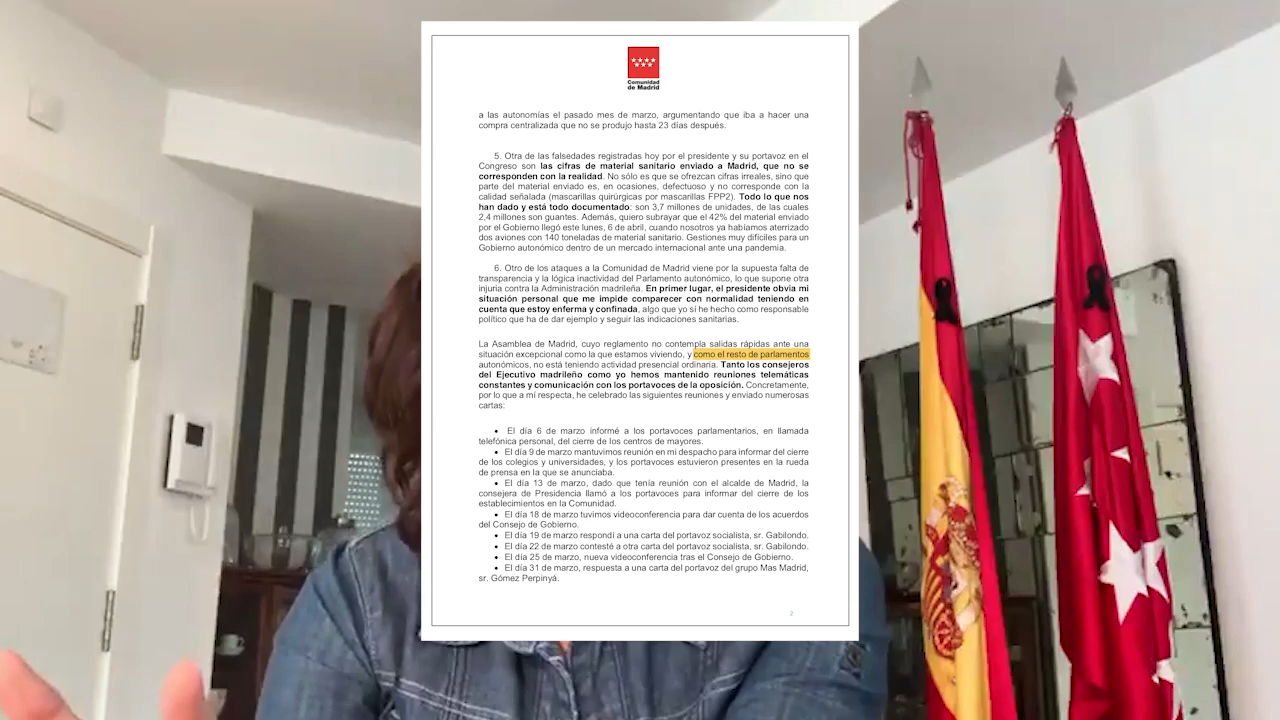 Comunidad
de Madrid
a las autonomías el pasado mes de marzo, argumentando que iba a hacer una
compra centralizada que no se produjo hasta 23 días después.
5. Otra de las falsedades registradas hoy por el presidente y su portavoz en el
Congreso son las cifras de material sanitario enviado a Madrid, que no se
corresponden con la realidad. No sólo es que se ofrezcan cifras irreales, sino que
parte del material enviado es, en ocasiones, defectuoso y no corresponde con la
calidad señalada (mascarillas quirúrgicas por mascarillas FPP2). Todo lo que nos
han dado y está todo documentado: son 3,7 millones de unidades, de las cuales
2,4 millones son guantes. Además, quiero subrayar que el 42% del material enviado
por el Gobierno llegó este lunes, 6 de abril, cuando nosotros ya habíamos aterrizado
dos aviones con 140 toneladas de material sanitario. Gestiones muy difíciles para un
Gobierno autonómico dentro de un mercado internacional ante una pandemia.
6. Otro de los ataques a la Comunidad de Madrid viene por la supuesta falta de
transparencia y la lógica inactividad del Parlamento autonómico, lo que supone otra
injuria contra la Administración madrileña. En primer lugar, el presidente obvia mi
situación personal que me impide comparecer con normalidad teniendo en
cuenta que estoy enferma y confinada, algo que yo sí he hecho como responsable
político que ha de dar ejemplo y seguir las indicaciones sanitarias.
La Asamblea de Madrid, cuyo reglamento no contempla salidas rápidas ante una
situación excepcional como la que estamos viviendo, y como el resto de parlamentos
autonómicos, no está teniendo actividad presencial ordinaria. Tanto los consejeros
del Ejecutivo madrileño como yo hemos mantenido reuniones telemáticas
constantes y comunicación con los portavoces de la oposición. Concretamente,
por lo que a mí respecta, he celebrado las siguientes reuniones y enviado numerosas
cartas:
• El día 6 de marzo informé a los portavoces parlamentarios, en llamada
telefónica personal, del cierre de los centros de mayores.
• El día 9 de marzo mantuvimos reunión en mi despacho para informar del cierre
de los colegios y universidades, y los portavoces estuvieron presentes en la rueda
de prensa en la que se anunciaba.
• El día 13 de marzo, dado que tenía reunión con el alcalde de Madrid, la
consejera de Presidencia llamó a los portavoces para informar del cierre de los
establecimientos en la Comunidad.
• El día 18 de marzo tuvimos videoconferencia para dar cuenta de los acuerdos
del Consejo de Gobierno.
• El día 19 de marzo respondí a una carta del portavoz socialista, sr. Gabilondo.
• El día 22 de marzo contesté a otra carta del portavoz socialista, sr. Gabilondo.
• El día 25 de marzo, nueva videoconferencia tras el Consejo de Gobierno.
• El día 31 de marzo, respuesta a una carta del portavoz del grupo Mas Madrid,
sr. Gómez Perpinyá.
2